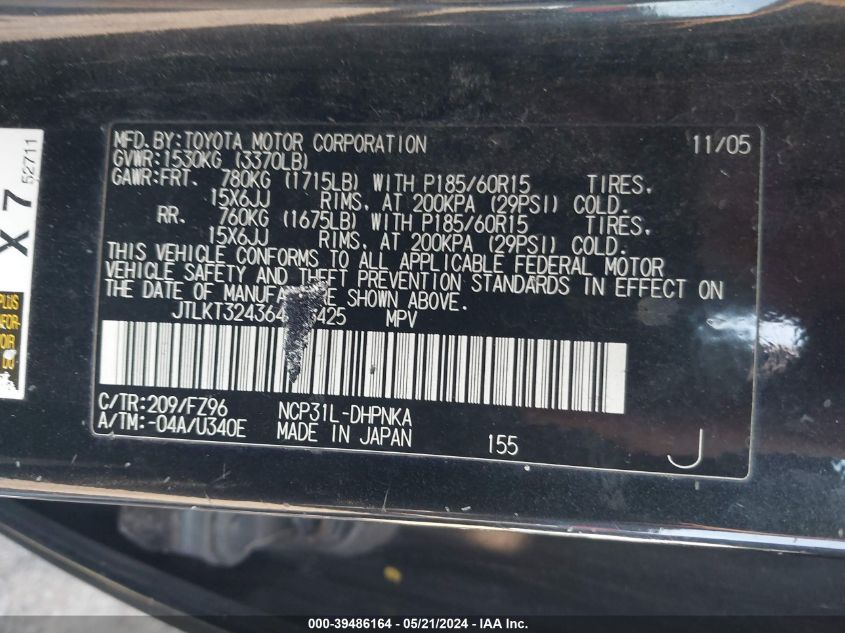 MFD.BY:TOYOTA MOTOR CORPORATION 11/05
GVWR:1530KG (3370LB)
GAWR:FRT. 780KG (1715LB) WITH P185/60R15 TIRES,
15X6JJ RIMS, AT 200KPA (29PSI) COLD.
RR. 760KG (1675LB) WITH P185/60R15 TIRES,
15X6JJ RIMS, AT 200KPA (29PSI) COLD.
THIS VEHICLE CONFORMS TO ALL APPLICABLE FEDERAL MOTOR
VEHICLE SAFETY AND THEFT PREVENTION STANDARDS IN EFFECT ON
THE DATE OF MANUFACTURE SHOWN ABOVE.
MPV
C/TR:209/FZ96 NCP31L-DHPNKA
A/TM:-04A/U340E MADE IN JAPAN 155 J
X 7
52711
PLUS
000-39486164 - 05/21/2024 - IAA Inc.